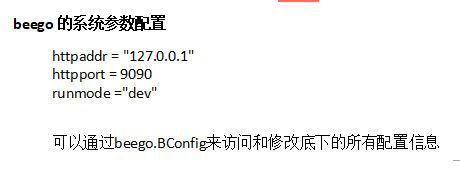 beego 的系统参数配置
httpaddr = "127.0.0.1"
httpport = 9090
runmode ="dev"
可以通过beego.BConfig来访问和修改底下的所有配置信息